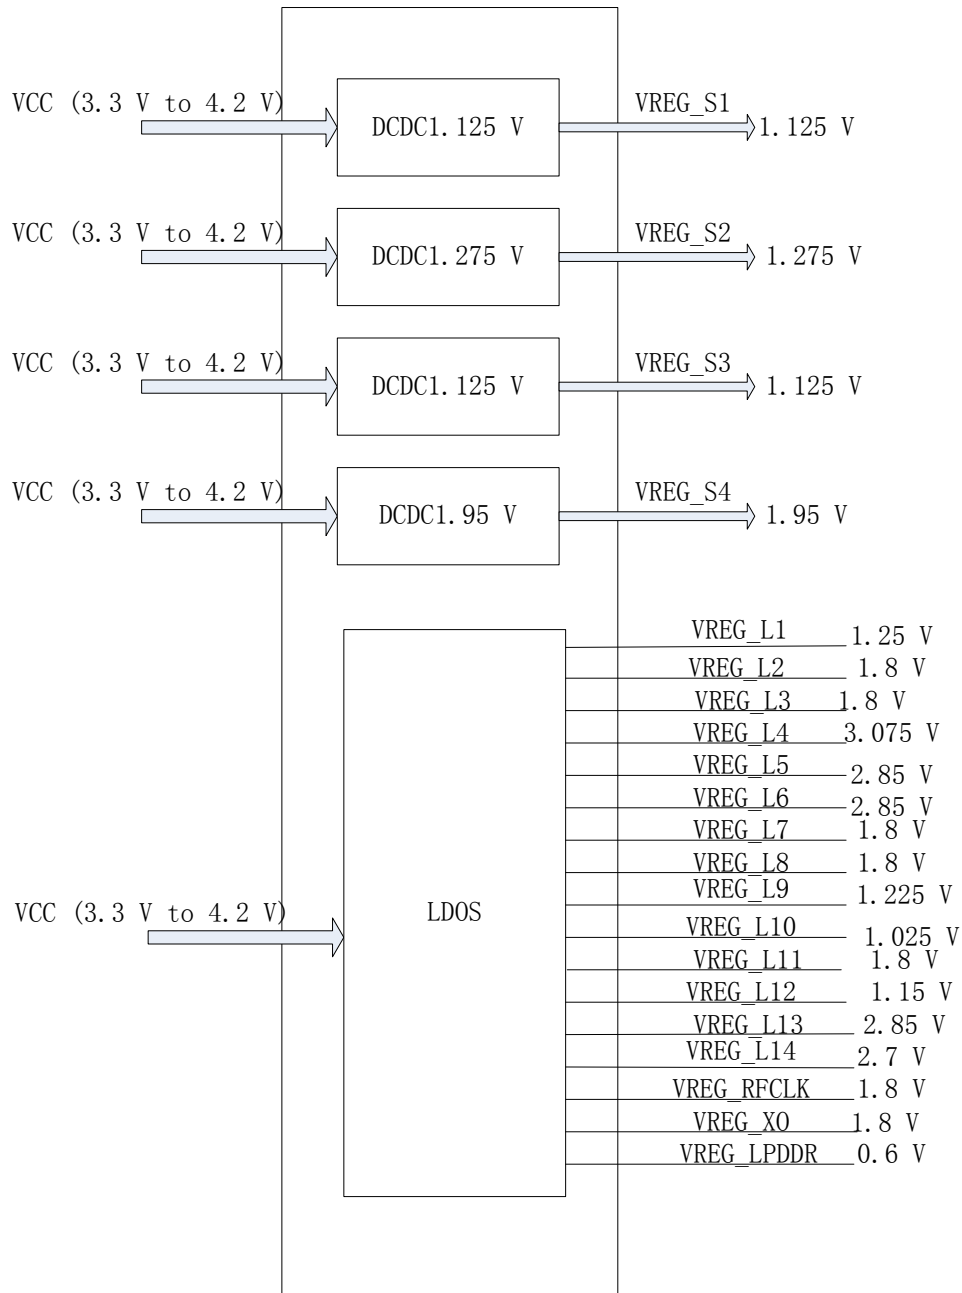 VCC (3.3 V to 4.2 V)
DCDC1.125 V
VREG_S1
1.125 V
VCC (3.3 V to 4.2 V)
DCDC1.275 V
VREG_S2
1.275 V
VCC (3.3 V to 4.2 V)
DCDC1.125 V
VREG_S3
1.125 V
VCC (3.3 V to 4.2 V)
DCDC1.95 V
VREG_S4
1.95 V
VCC (3.3 V to 4.2 V)
LDOS
VREG_L1 1.25 V
VREG_L2 1.8 V
VREG_L3 1.8 V
VREG_L4 3.075 V
VREG_L5 2.85 V
VREG_L6 2.85 V
VREG_L7 1.8 V
VREG_L8 1.8 V
VREG_L9 1.225 V
VREG_L10 1.025 V
VREG_L11 1.8 V
VREG_L12 1.15 V
VREG_L13 2.85 V
VREG_L14 2.7 V
VREG_RFCLK 1.8 V
VREG_XO 1.8 V
VREG_LPDDR 0.6 V